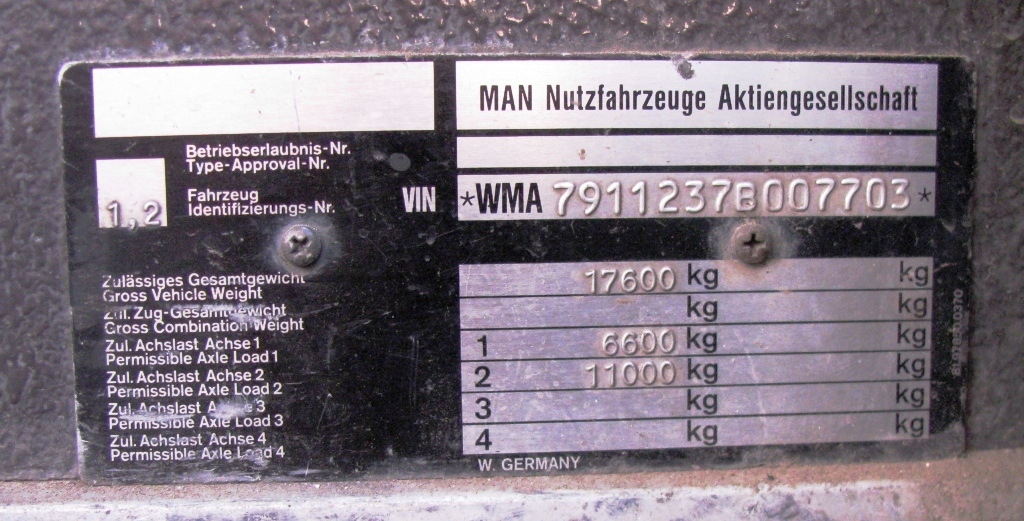 MAN Nutzfahrzeuge Aktiengesellschaft
Betriebserlaubnis-Nr.
Type-Approval-Nr.
1,2
Fahrzeug
Identifizierungs-Nr.
VIN *WMA 7911237B007703*
Zulässiges Gesamtgewicht
Gross Vehicle Weight
17600 kg kg
Zul. Zug-Gesamtgewicht
Gross Combination Weight
kg kg
Zul. Achslast Achse 1
Permissible Axle Load 1
1 6600 kg kg
Zul. Achslast Achse 2
Permissible Axle Load 2
2 11000 kg kg
Zul. Achslast Achse 3
Permissible Axle Load 3
3 kg kg
Zul. Achslast Achse 4
Permissible Axle Load 4
4 kg kg
W. GERMANY